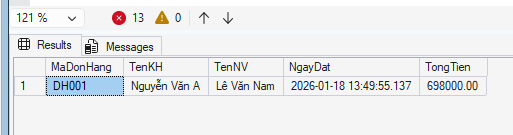 121 % 13 0
Results Messages
MaDonHang TenKH TenNV NgayDat TongTien
1 DH001 Nguyễn Văn A Lê Văn Nam 2026-01-18 13:49:55.137 698000.00